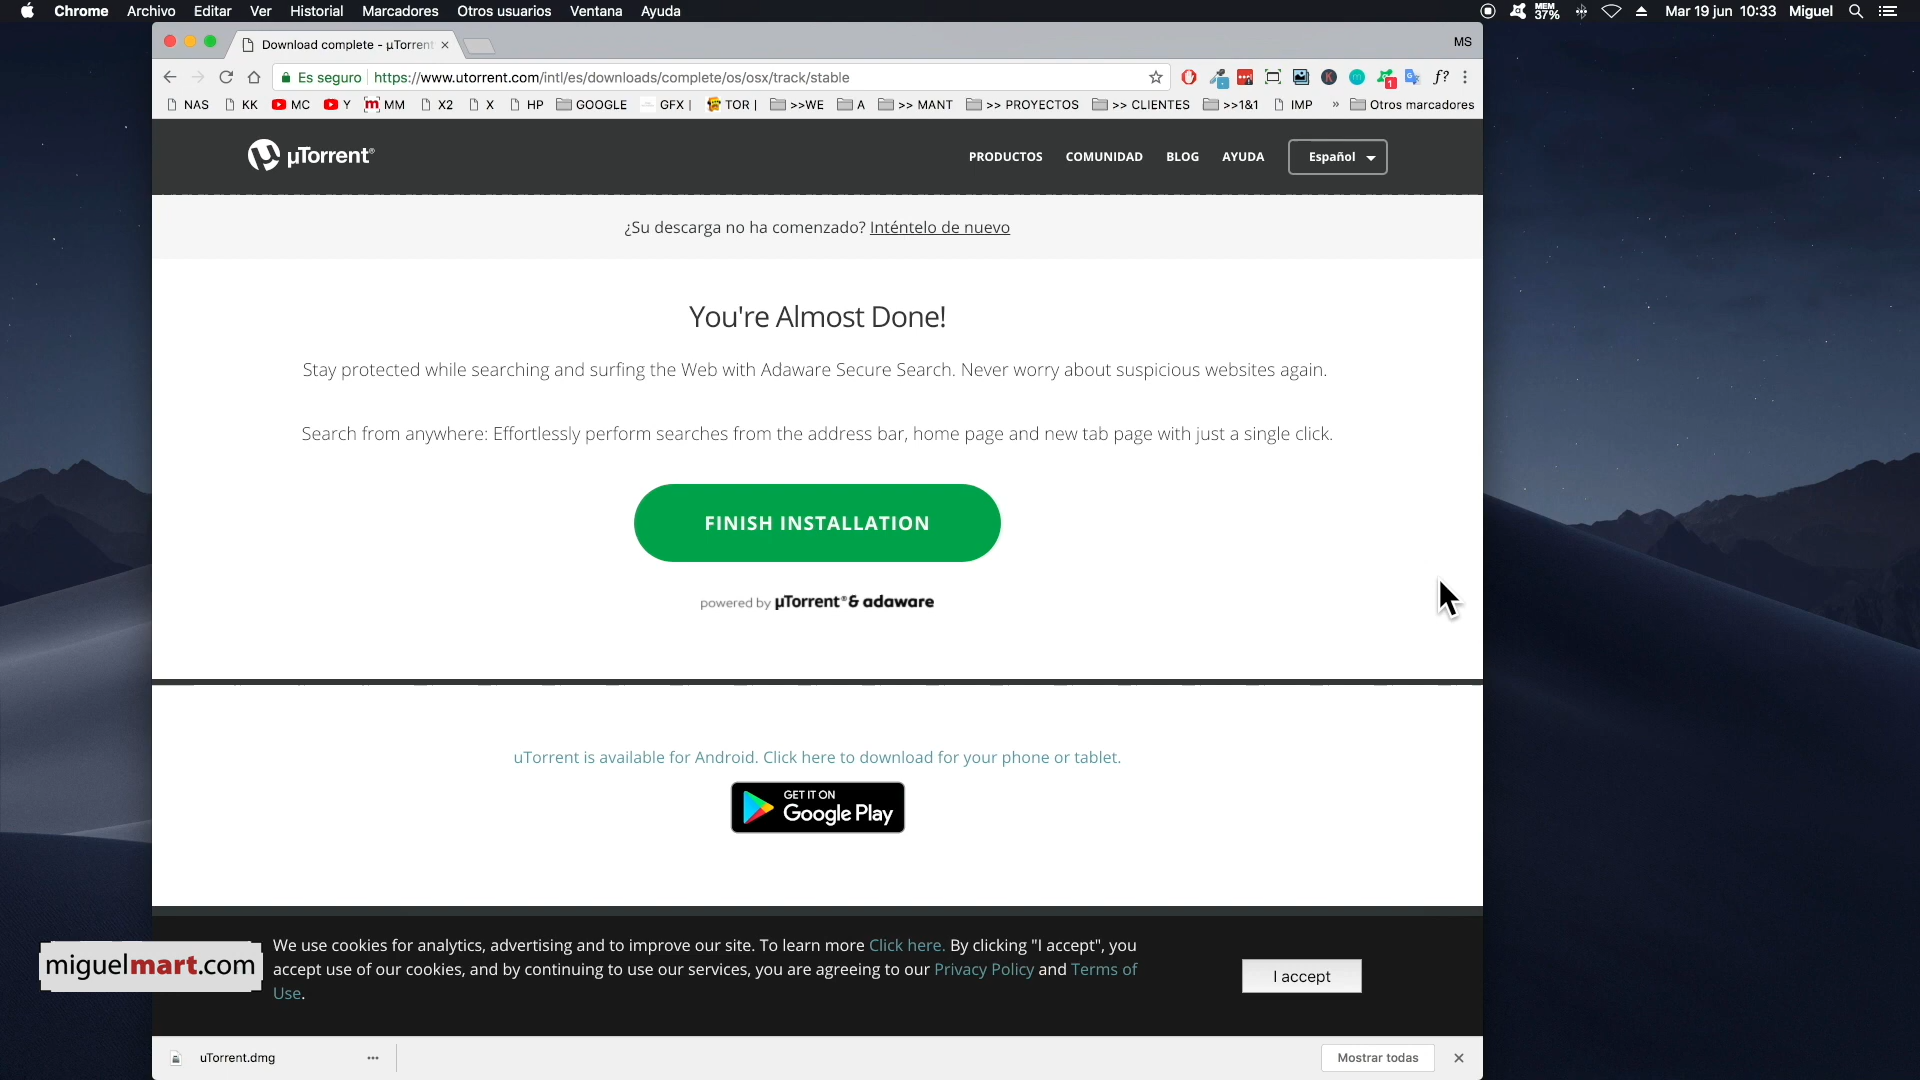 Chrome Archivo Editar Ver Historial Marcadores Otros usuarios Ventana Ayuda
MEM 37% Mar 19 jun 10:33 Miguel
Download complete - µTorrent
MS
Es seguro https://www.utorrent.com/intl/es/downloads/complete/os/osx/track/stable
NAS KK MC Y MM X2 X HP GOOGLE GFX | TOR | >>WE A >> MANT >> PROYECTOS >> CLIENTES >>1&1 IMP » Otros marcadores
µTorrent®
PRODUCTOS COMUNIDAD BLOG AYUDA Español
¿Su descarga no ha comenzado? Inténtelo de nuevo
You're Almost Done!
Stay protected while searching and surfing the Web with Adaware Secure Search. Never worry about suspicious websites again.
Search from anywhere: Effortlessly perform searches from the address bar, home page and new tab page with just a single click.
FINISH INSTALLATION
powered by µTorrent® & adaware
uTorrent is available for Android. Click here to download for your phone or tablet.
GET IT ON
Google Play
We use cookies for analytics, advertising and to improve our site. To learn more Click here. By clicking "I accept", you
accept use of our cookies, and by continuing to use our services, you are agreeing to our Privacy Policy and Terms of
Use.
I accept
miguelmart.com
uTorrent.dmg
Mostrar todas